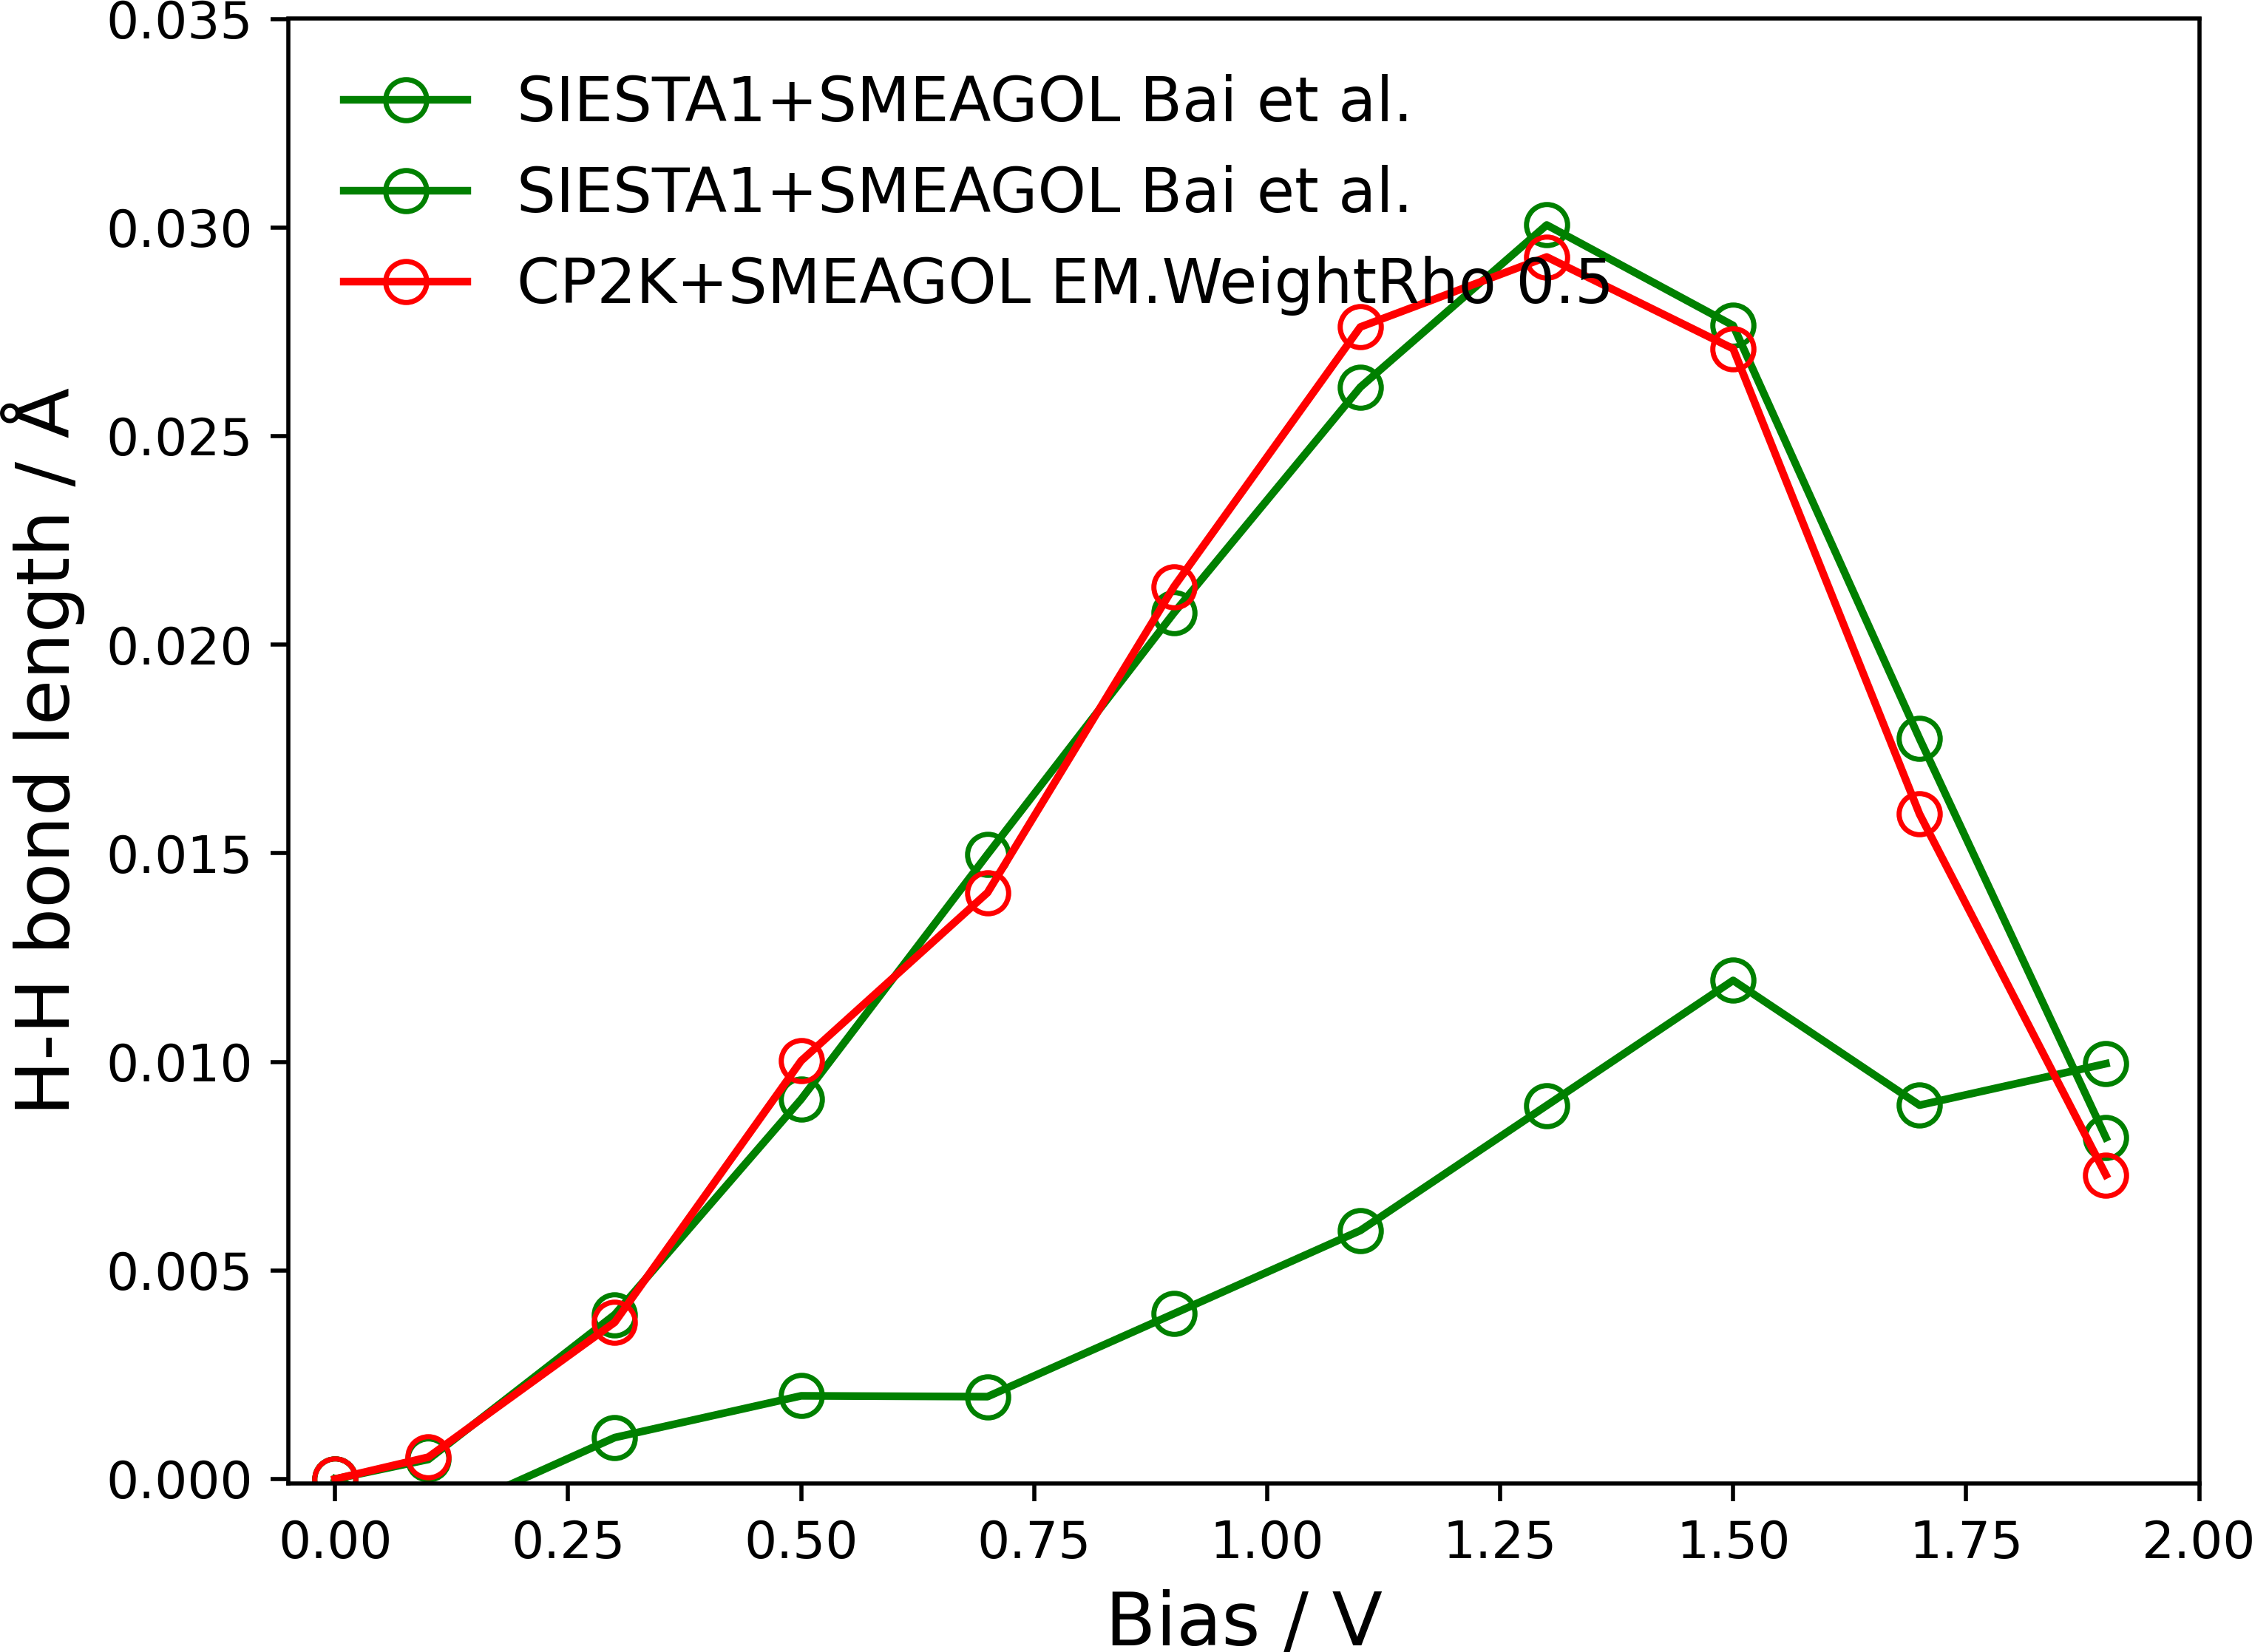 SIESTA1+SMEAGOL Bai et al.
SIESTA1+SMEAGOL Bai et al.
CP2K+SMEAGOL EM.WeightRho 0.5
H-H bond length / Å
0.035
0.030
0.025
0.020
0.015
0.010
0.005
0.000
0.00 0.25 0.50 0.75 1.00 1.25 1.50 1.75 2.00
Bias / V